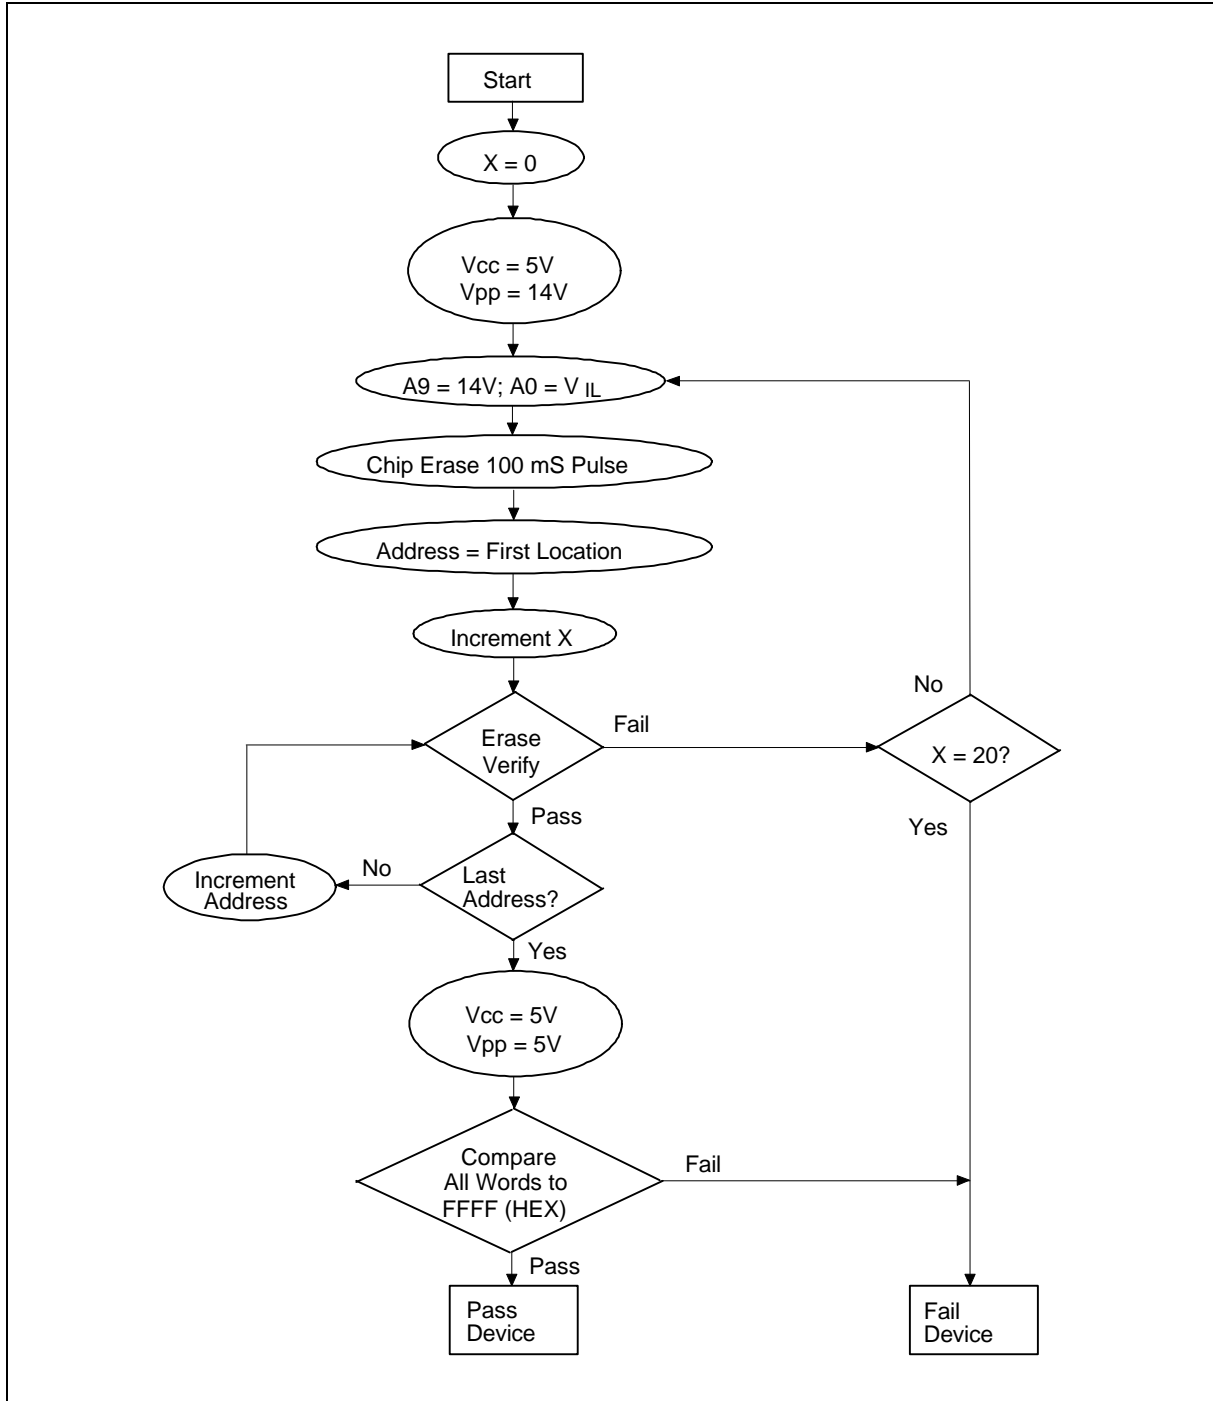 Start
X = 0
Vcc = 5V
Vpp = 14V
A9 = 14V; A0 = V IL
Chip Erase 100 mS Pulse
Address = First Location
Increment X
Erase
Verify
Fail
No
X = 20?
Yes
Pass
Last
Address?
No
Increment
Address
Yes
Vcc = 5V
Vpp = 5V
Compare
All Words to
FFFF (HEX)
Fail
Pass
Pass
Device
Fail
Device